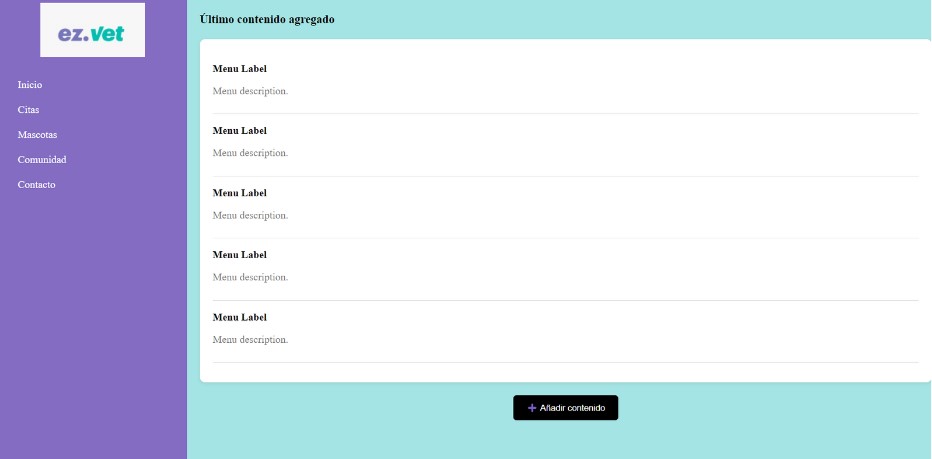 ez.vet
Inicio
Citas
Mascotas
Comunidad
Contacto
Último contenido agregado
Menu Label
Menu description.
Menu Label
Menu description.
Menu Label
Menu description.
Menu Label
Menu description.
Menu Label
Menu description.
+ Añadir contenido